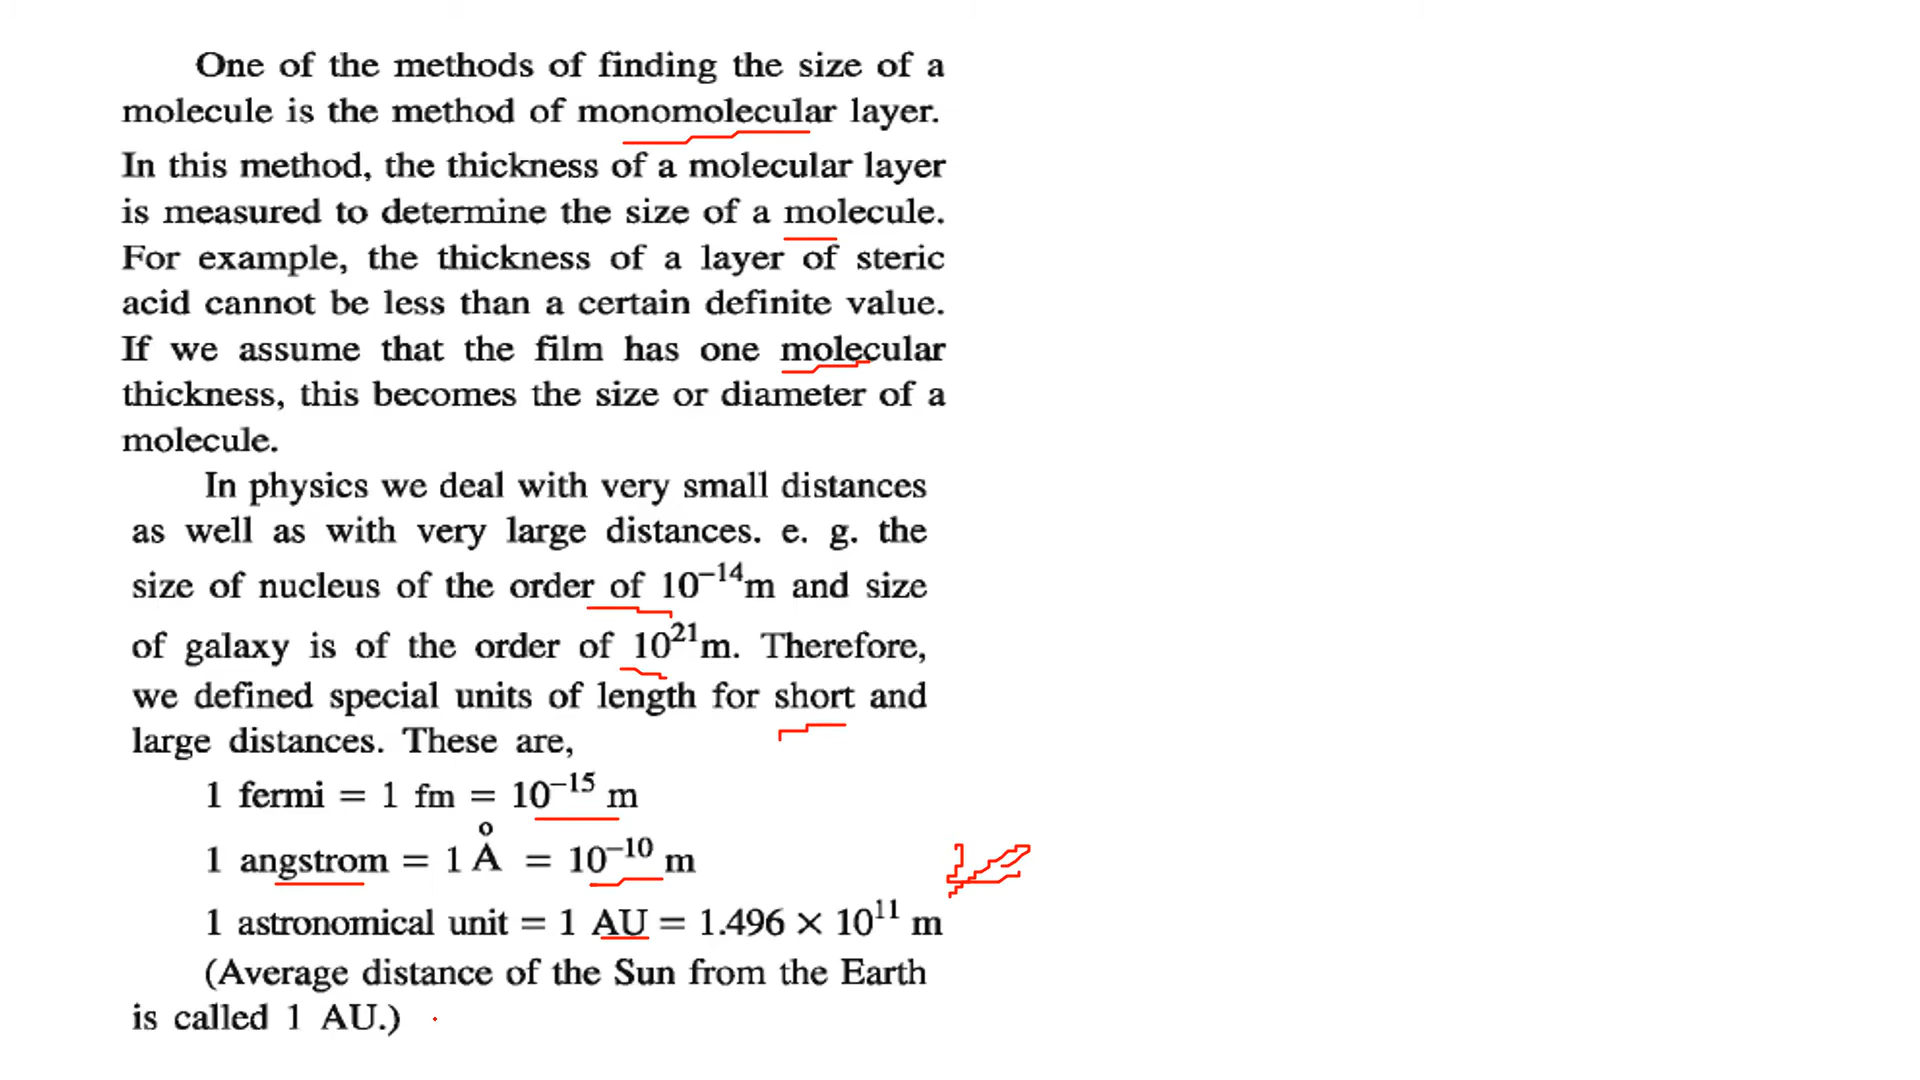 One of the methods of finding the size of a
molecule is the method of monomolecular layer.
In this method, the thickness of a molecular layer
is measured to determine the size of a molecule.
For example, the thickness of a layer of steric
acid cannot be less than a certain definite value.
If we assume that the film has one molecular
thickness, this becomes the size or diameter of a
molecule.
In physics we deal with very small distances
as well as with very large distances. e. g. the
size of nucleus of the order of 10⁻¹⁴m and size
of galaxy is of the order of 10²¹m. Therefore,
we defined special units of length for short and
large distances. These are,
1 fermi = 1 fm = 10⁻¹⁵ m
1 angstrom = 1 Å = 10⁻¹⁰ m
1 astronomical unit = 1 AU = 1.496 × 10¹¹ m
(Average distance of the Sun from the Earth
is called 1 AU.)